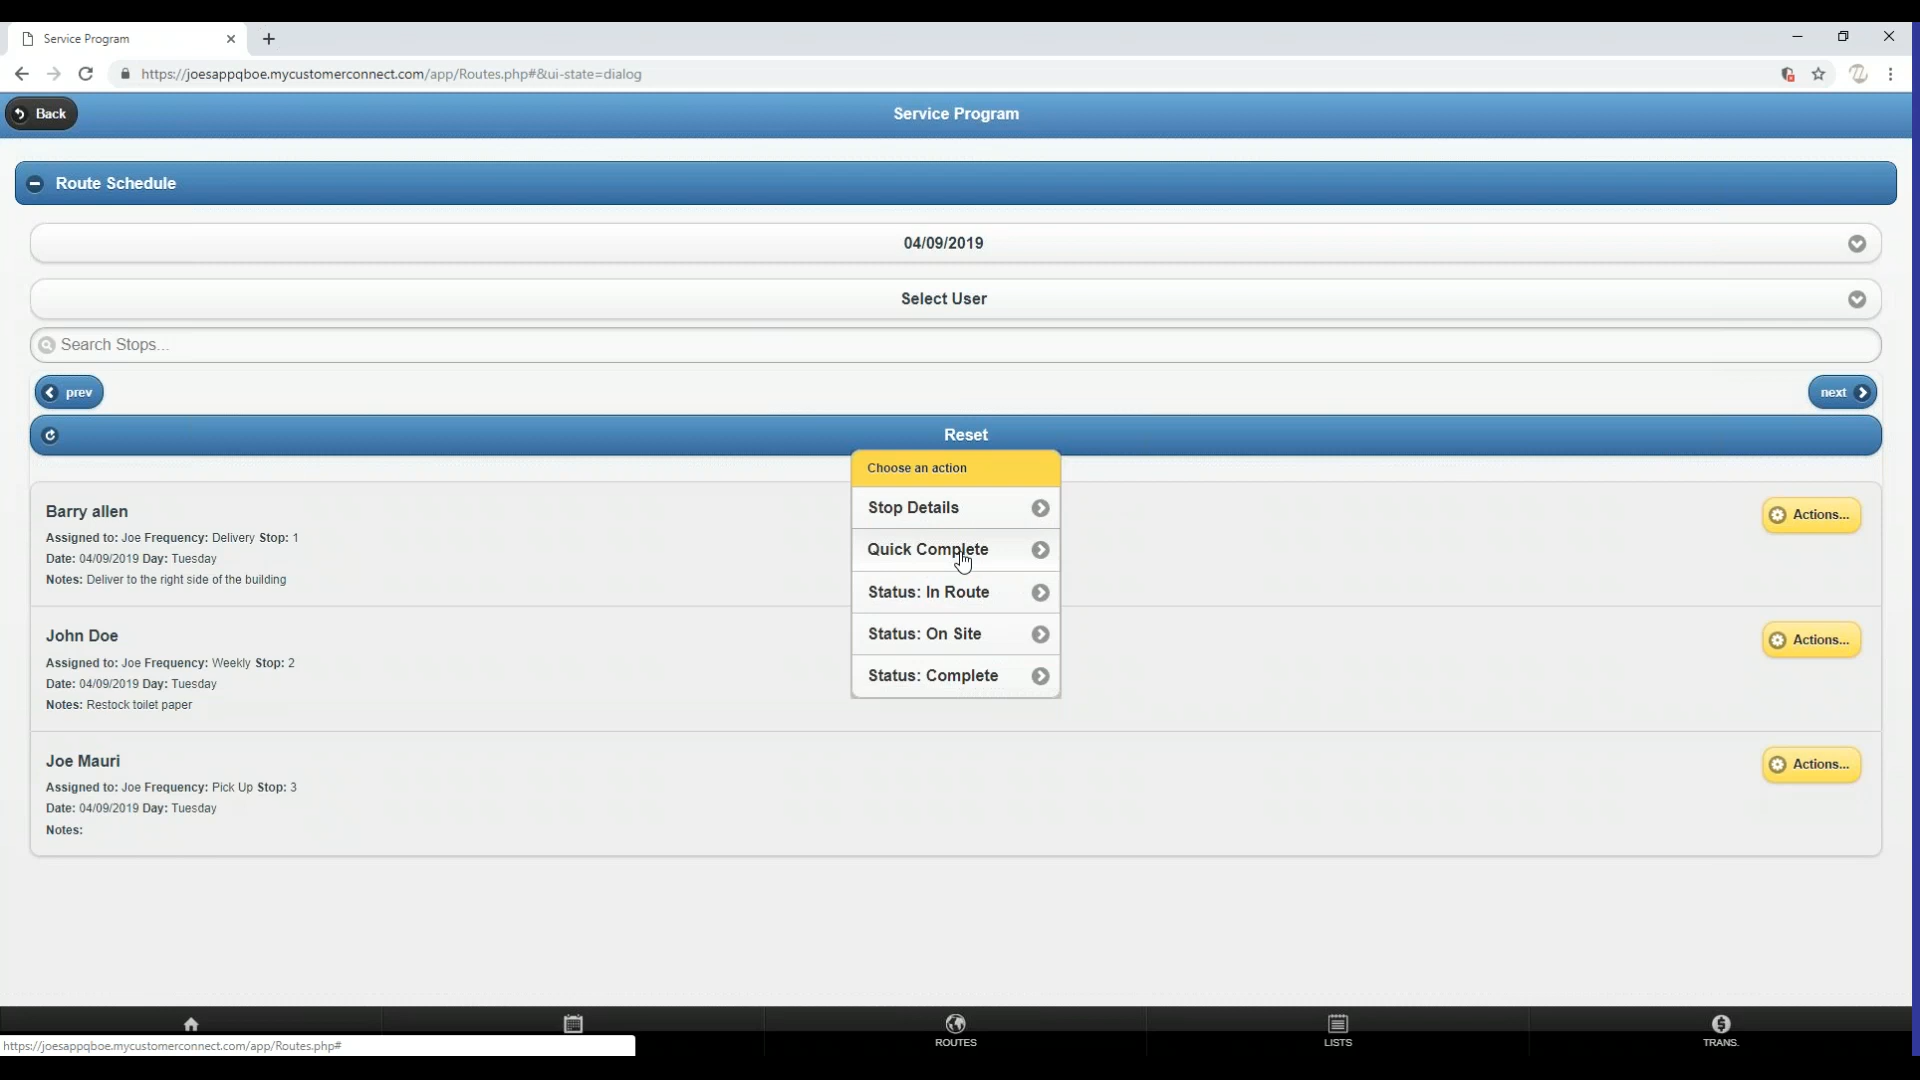 Service Program
https://joesappqboe.mycustomerconnect.com/app/Routes.php#&ui-state=dialog
Back
Service Program
Route Schedule
04/09/2019
Select User
Search Stops...
prev
next
Reset
Choose an action
Stop Details
Quick Complete
Status: In Route
Status: On Site
Status: Complete
Barry allen
Assigned to: Joe Frequency: Delivery Stop: 1
Date: 04/09/2019 Day: Tuesday
Notes: Deliver to the right side of the building
Actions...
John Doe
Assigned to: Joe Frequency: Weekly Stop: 2
Date: 04/09/2019 Day: Tuesday
Notes: Restock toilet paper
Actions...
Joe Mauri
Assigned to: Joe Frequency: Pick Up Stop: 3
Date: 04/09/2019 Day: Tuesday
Notes:
Actions...
ROUTES
LISTS
TRANS.
https://joesappqboe.mycustomerconnect.com/app/Routes.php#